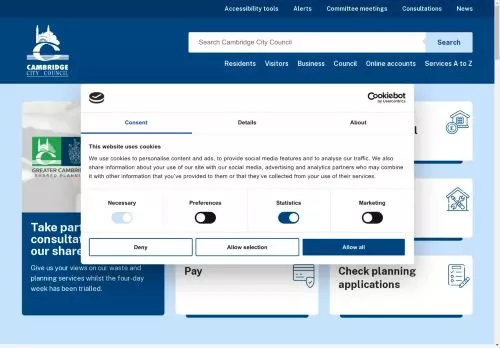 Accessibility tools Alerts Committee meetings Consultations News
CAMBRIDGE
CITY COUNCIL
Search Cambridge City Council
Search
Residents Visitors Business Council Online accounts Services A to Z
Cookiebot
by Usercentrics
Consent Details About
This website uses cookies
We use cookies to personalise content and ads, to provide social media features and to analyse our traffic. We also
share information about your use of our site with our social media, advertising and analytics partners who may combine
it with other information that you've provided to them or that they've collected from your use of their services.
Necessary Preferences Statistics Marketing
Deny Allow selection Allow all
GREATER CAMB
SHARED PLANN
Take part
consultat
our share
Give us your views on our waste and
planning services whilst the four-day
week has been trialled.
Pay
Check planning
applications